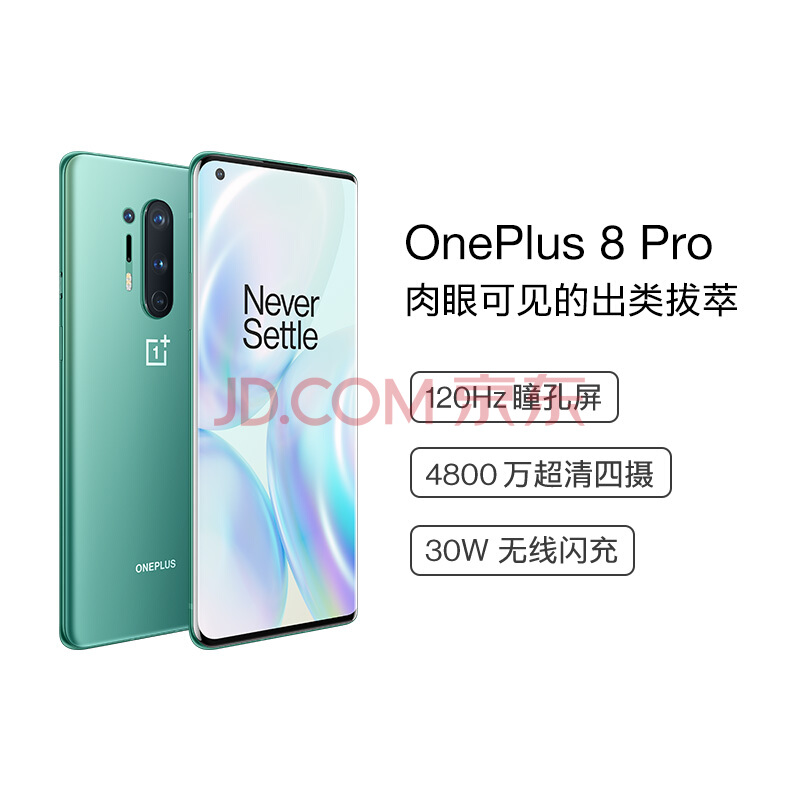 OnePlus 8 Pro
肉眼可见的出类拔萃
Never
Settle
JD.COM 京东
120Hz 瞳孔屏
4800 万超清四摄
30W 无线闪充
1+
ONEPLUS